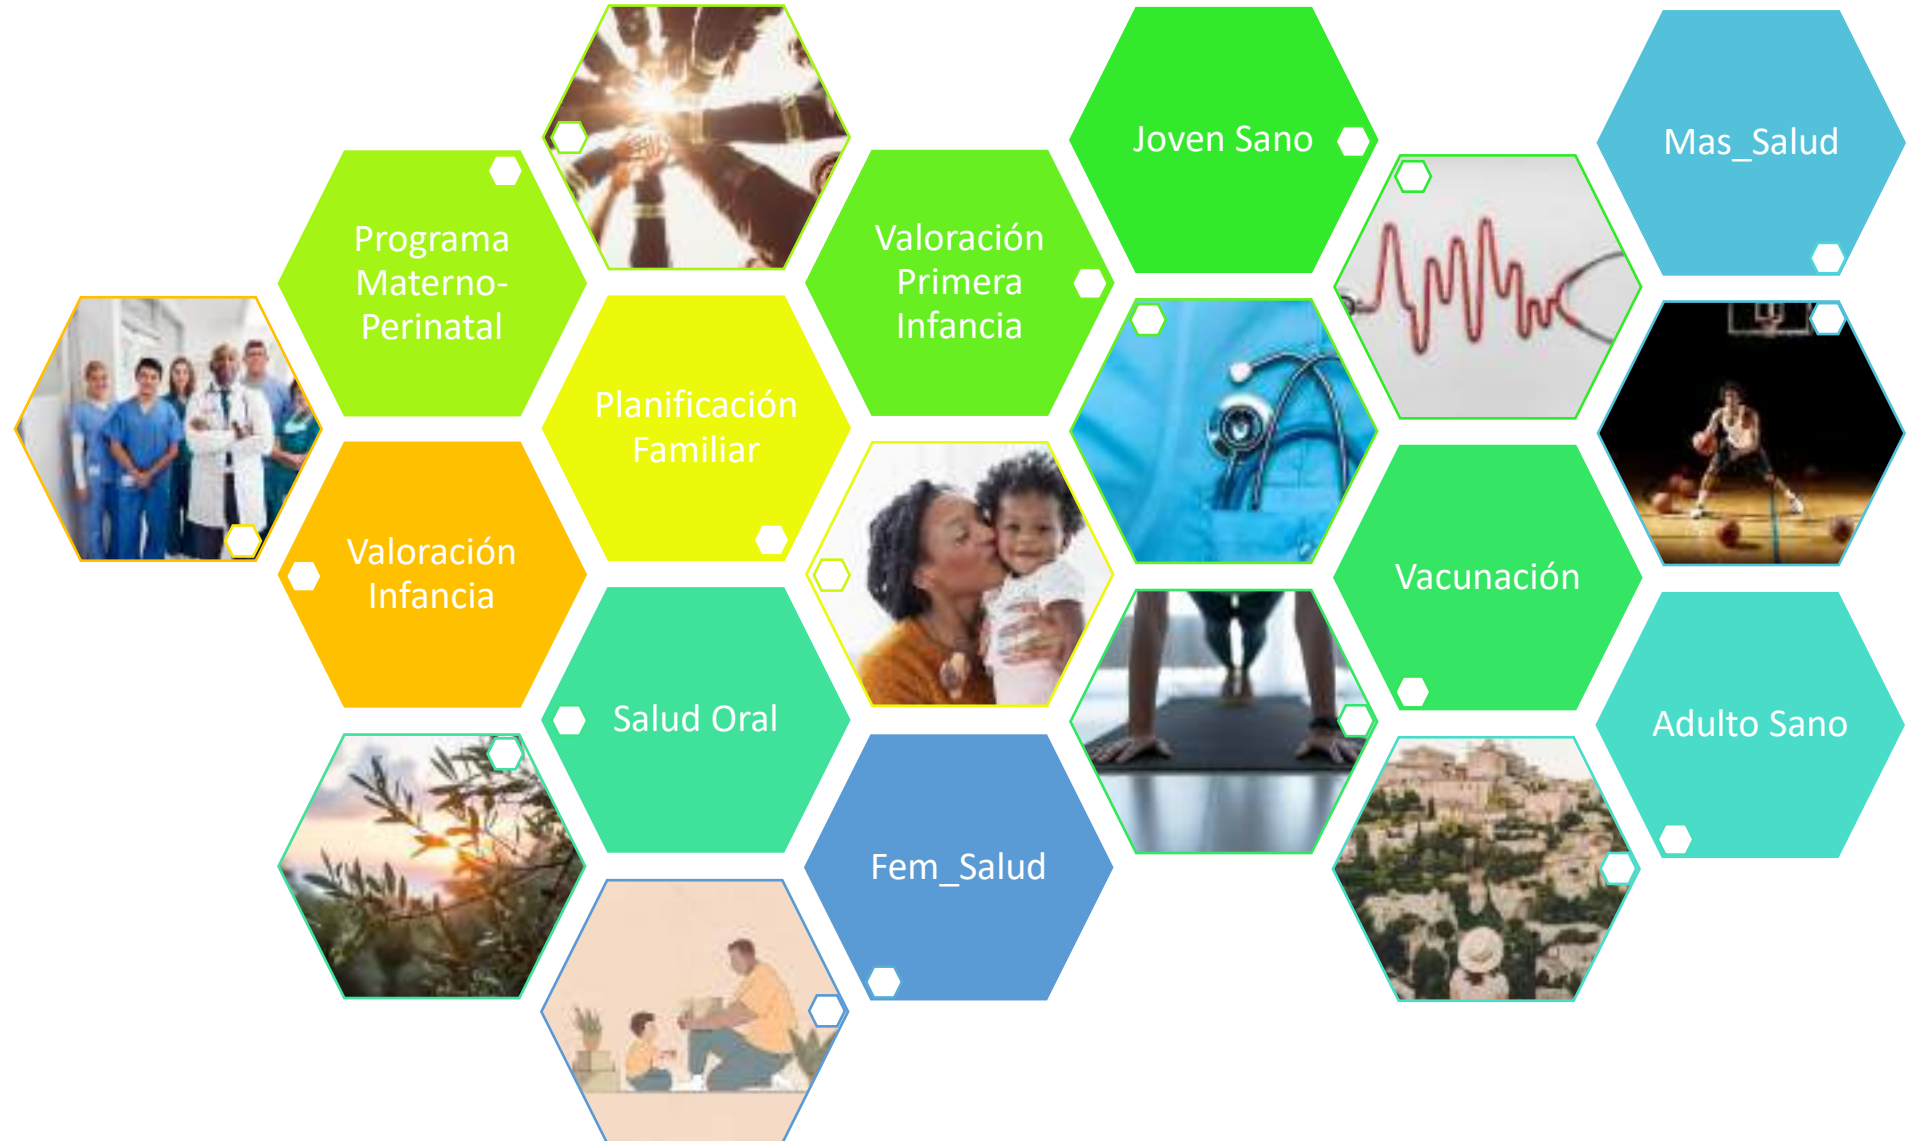 Joven Sano
Mas_Salud
Programa
Materno-
Perinatal
Valoración
Primera
Infancia
Planificación
Familiar
Valoración
Infancia
Vacunación
Salud Oral
Adulto Sano
Fem_Salud